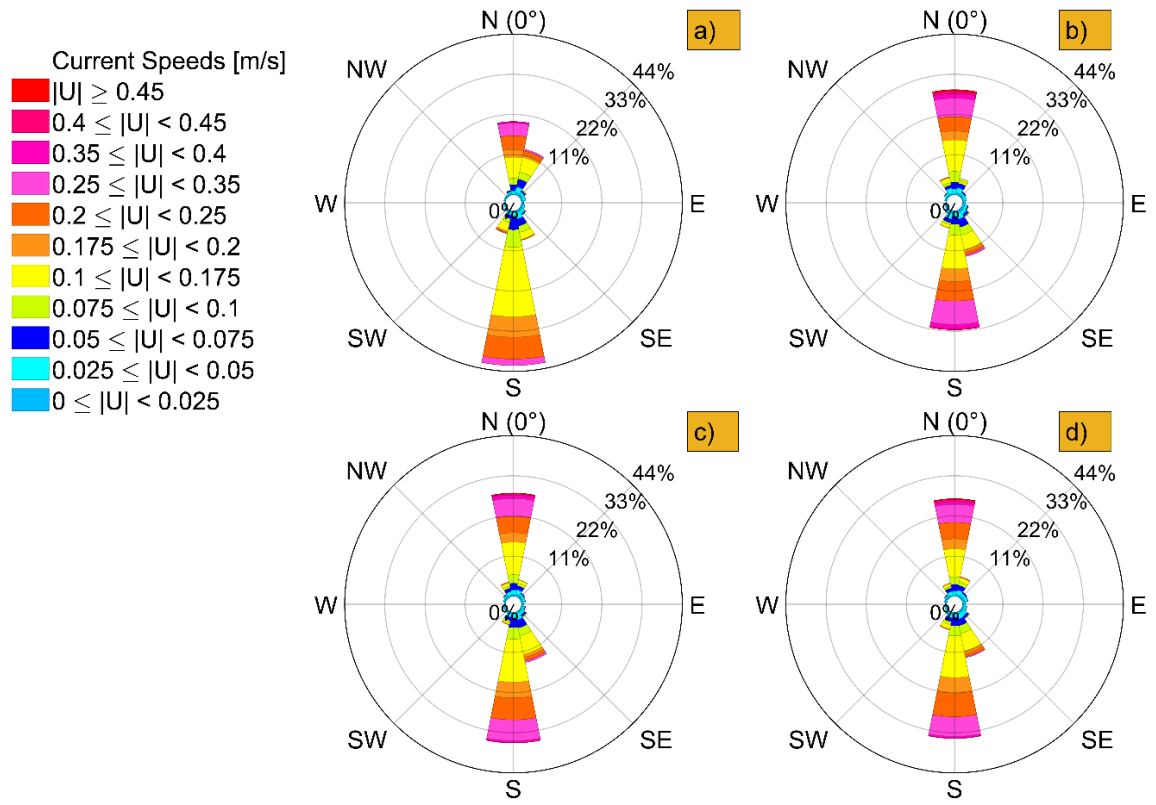 Current Speeds [m/s]
|U| ≥ 0.45
0.4 ≤ |U| < 0.45
0.35 ≤ |U| < 0.4
0.25 ≤ |U| < 0.35
0.2 ≤ |U| < 0.25
0.175 ≤ |U| < 0.2
0.1 ≤ |U| < 0.175
0.075 ≤ |U| < 0.1
0.05 ≤ |U| < 0.075
0.025 ≤ |U| < 0.05
0 ≤ |U| < 0.025
a)
N (0°)
NW
44%
33%
22%
11%
0%
W
E
SW
SE
S
b)
N (0°)
NW
44%
33%
22%
11%
0%
W
E
SW
SE
S
c)
N (0°)
NW
44%
33%
22%
11%
0%
W
E
SW
SE
S
d)
N (0°)
NW
44%
33%
22%
11%
0%
W
E
SW
SE
S